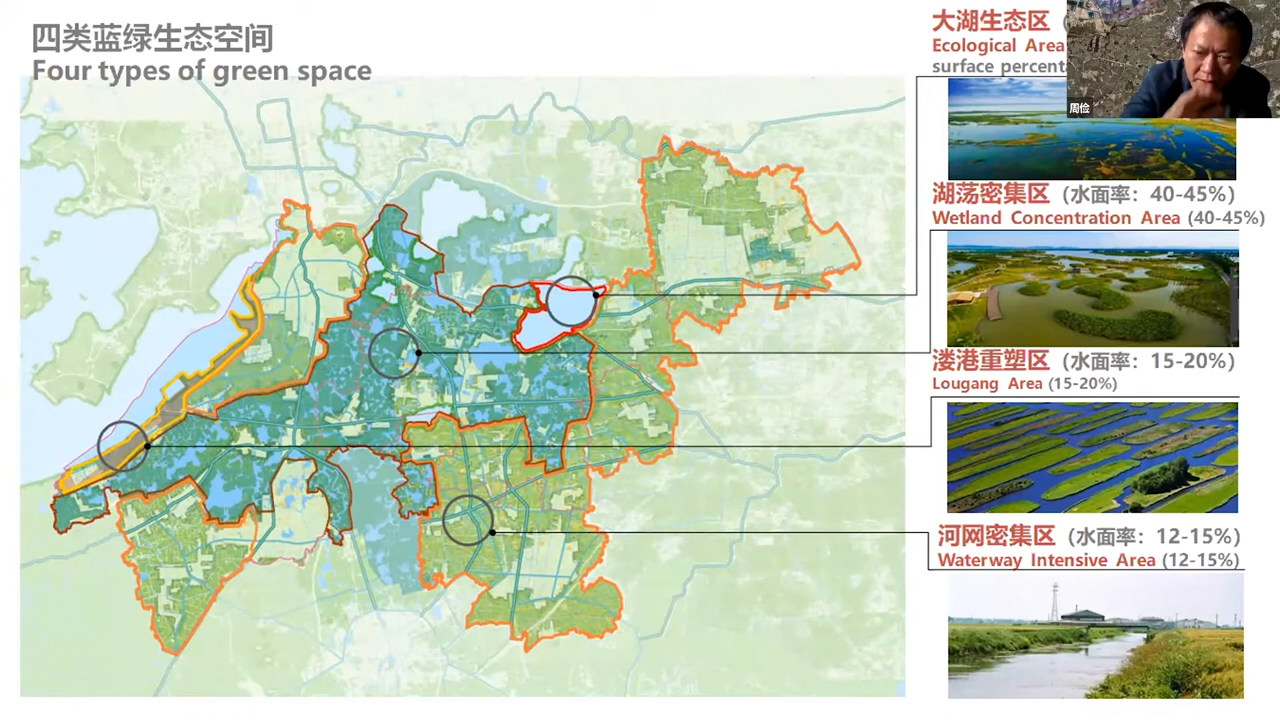 四类蓝绿生态空间
Four types of green space
大湖生态区 (
Ecological Area
surface percenta
周俭
湖荡密集区 (水面率：40-45%)
Wetland Concentration Area (40-45%)
溇港重塑区 (水面率：15-20%)
Lougang Area (15-20%)
河网密集区 (水面率：12-15%)
Waterway Intensive Area (12-15%)